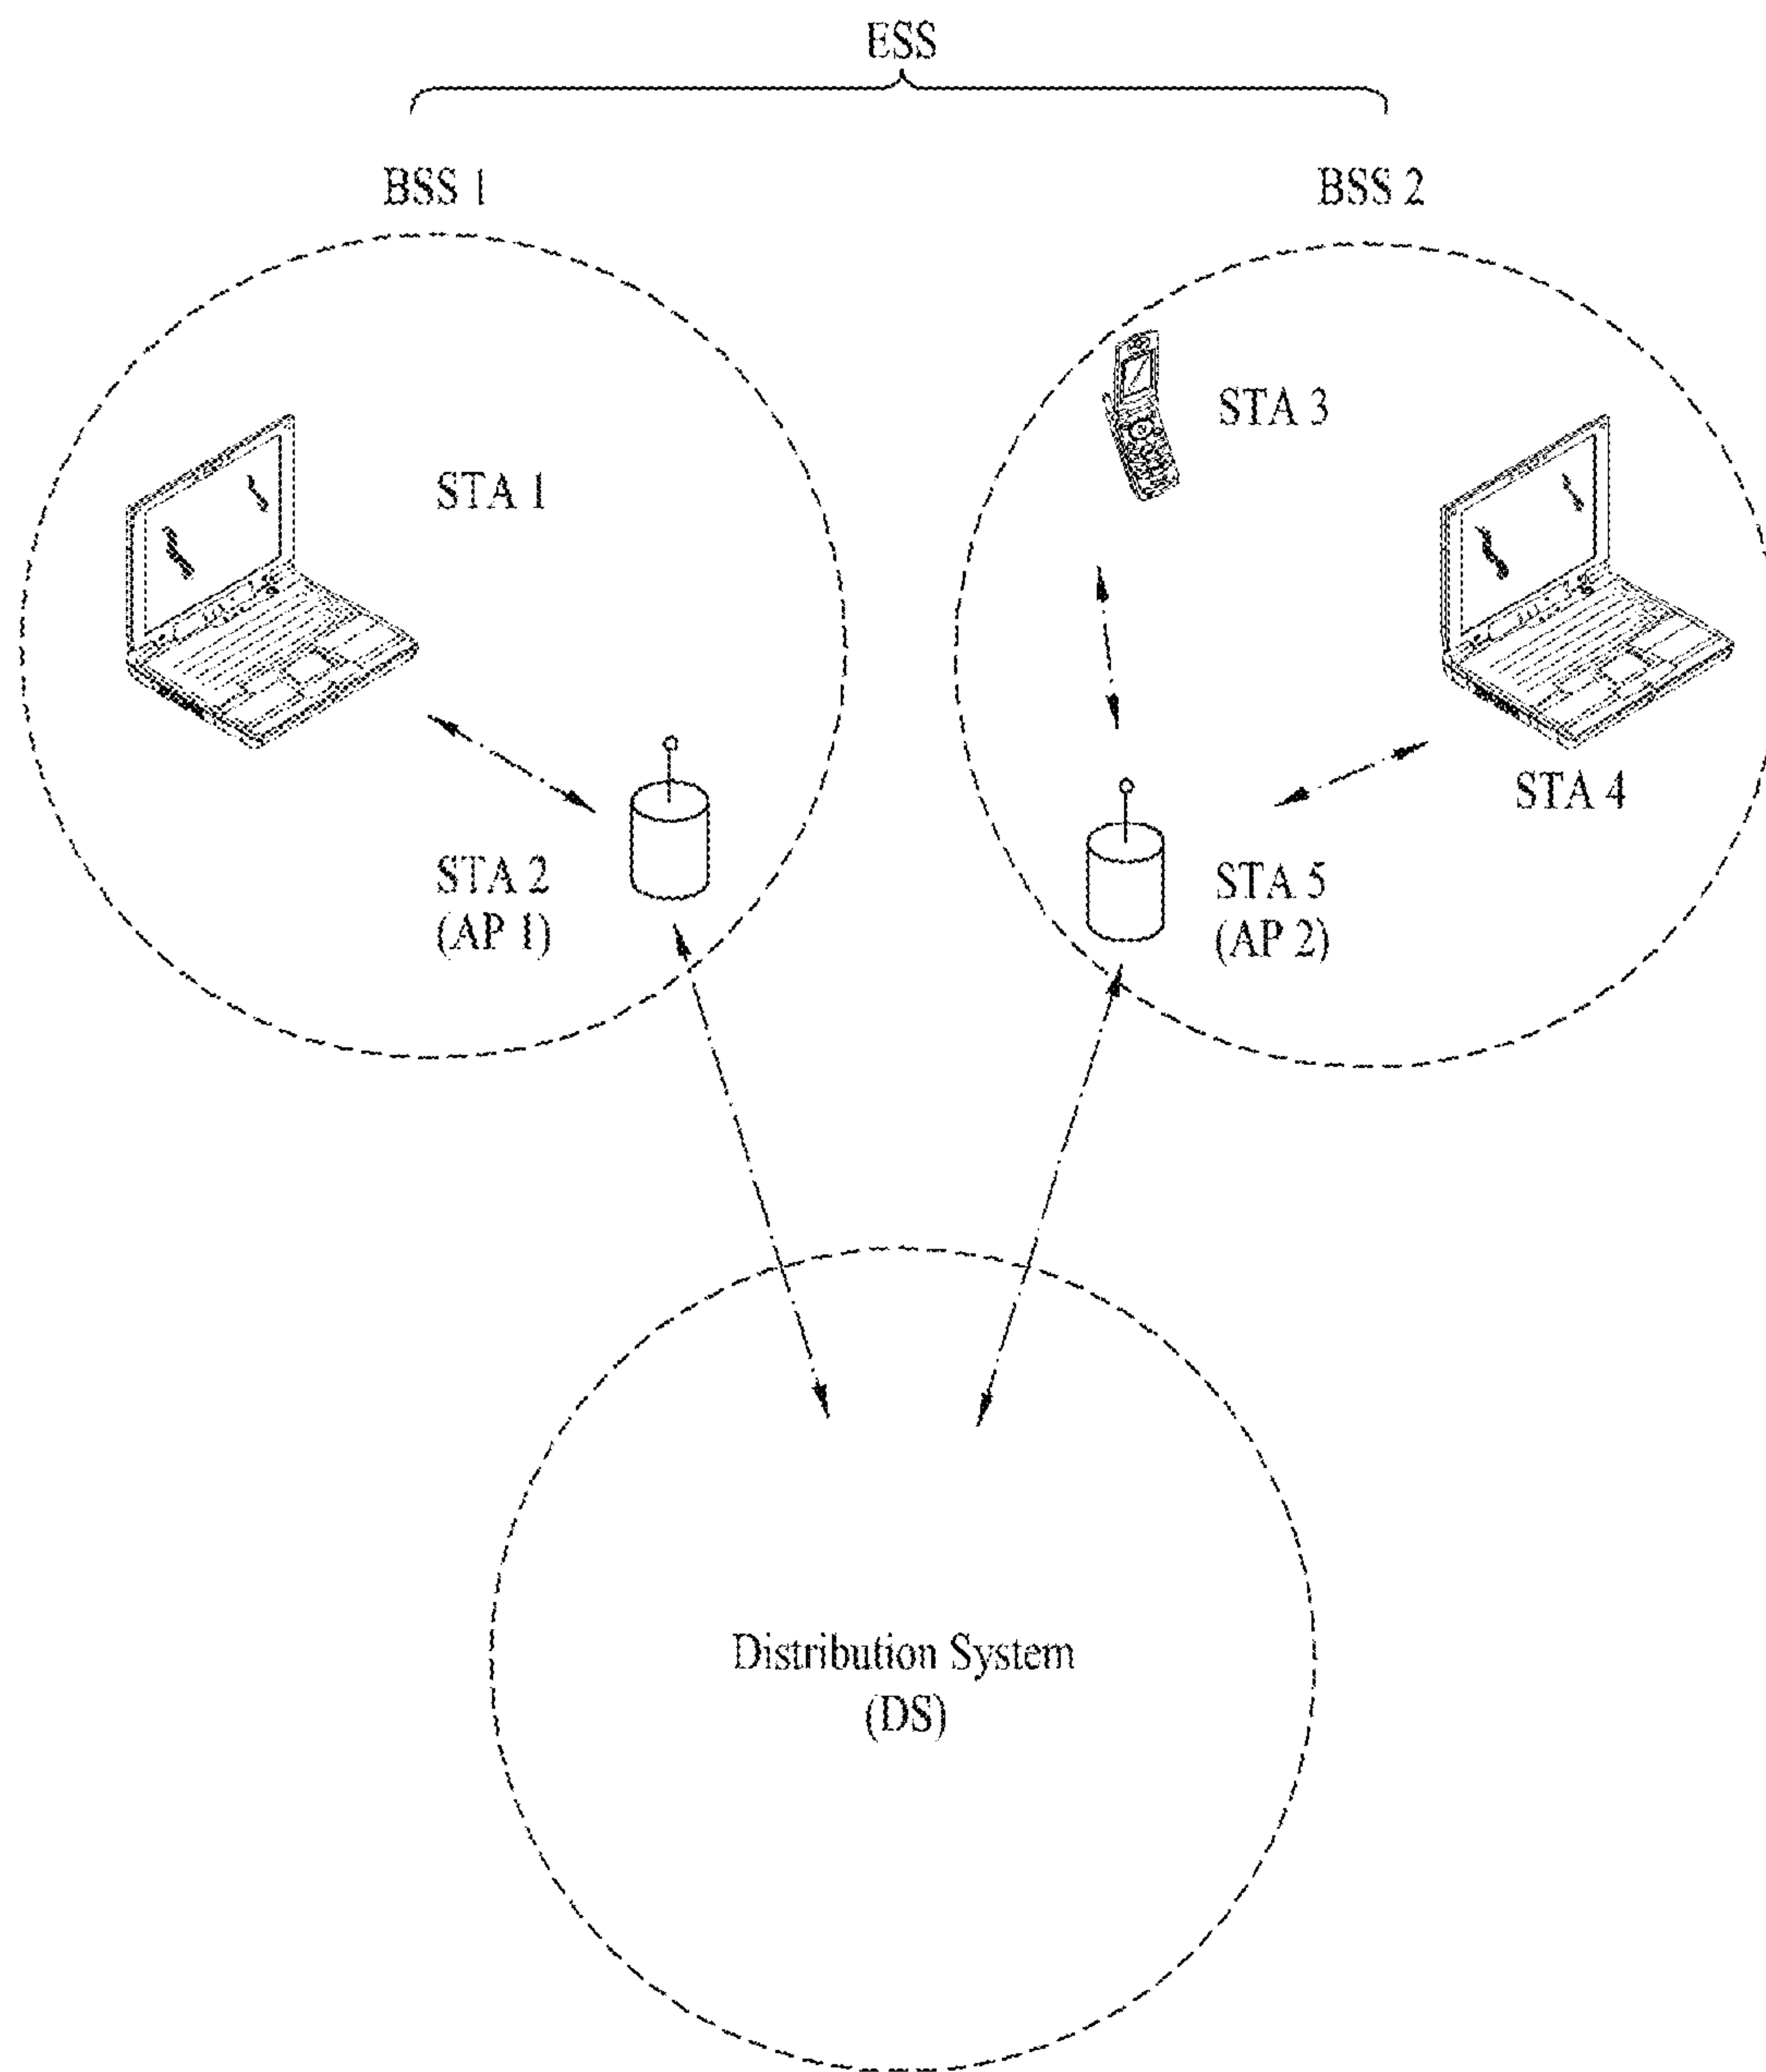 ESS
BSS 1
BSS 2
STA 1
STA 3
STA 4
STA 2
(AP 1)
STA 5
(AP 2)
Distribution System
(DS)